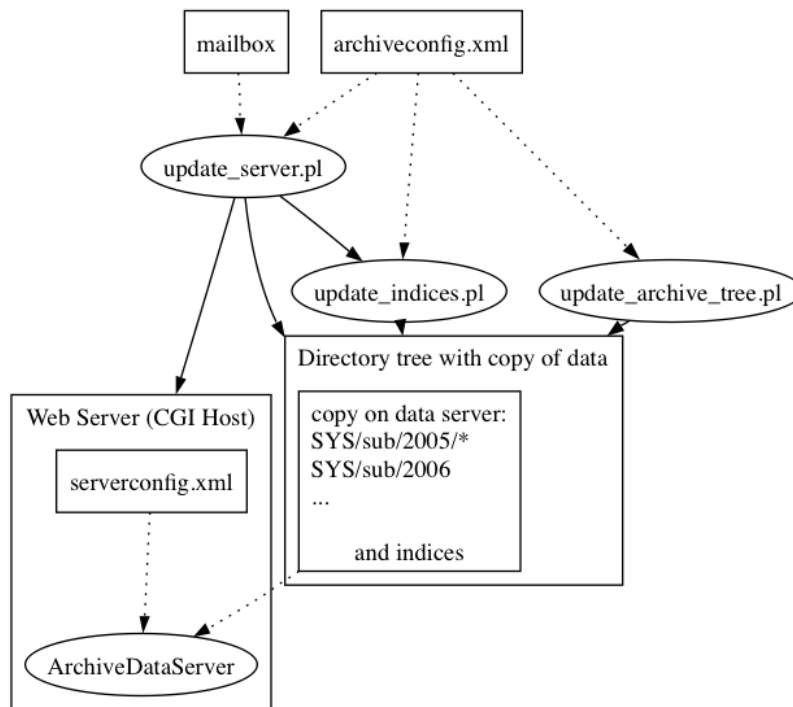 mailbox
archiveconfig.xml
update_server.pl
update_indices.pl
update_archive_tree.pl
Directory tree with copy of data
Web Server (CGI Host)
copy on data server:
SYS/sub/2005/*
SYS/sub/2006
...
and indices
serverconfig.xml
ArchiveDataServer